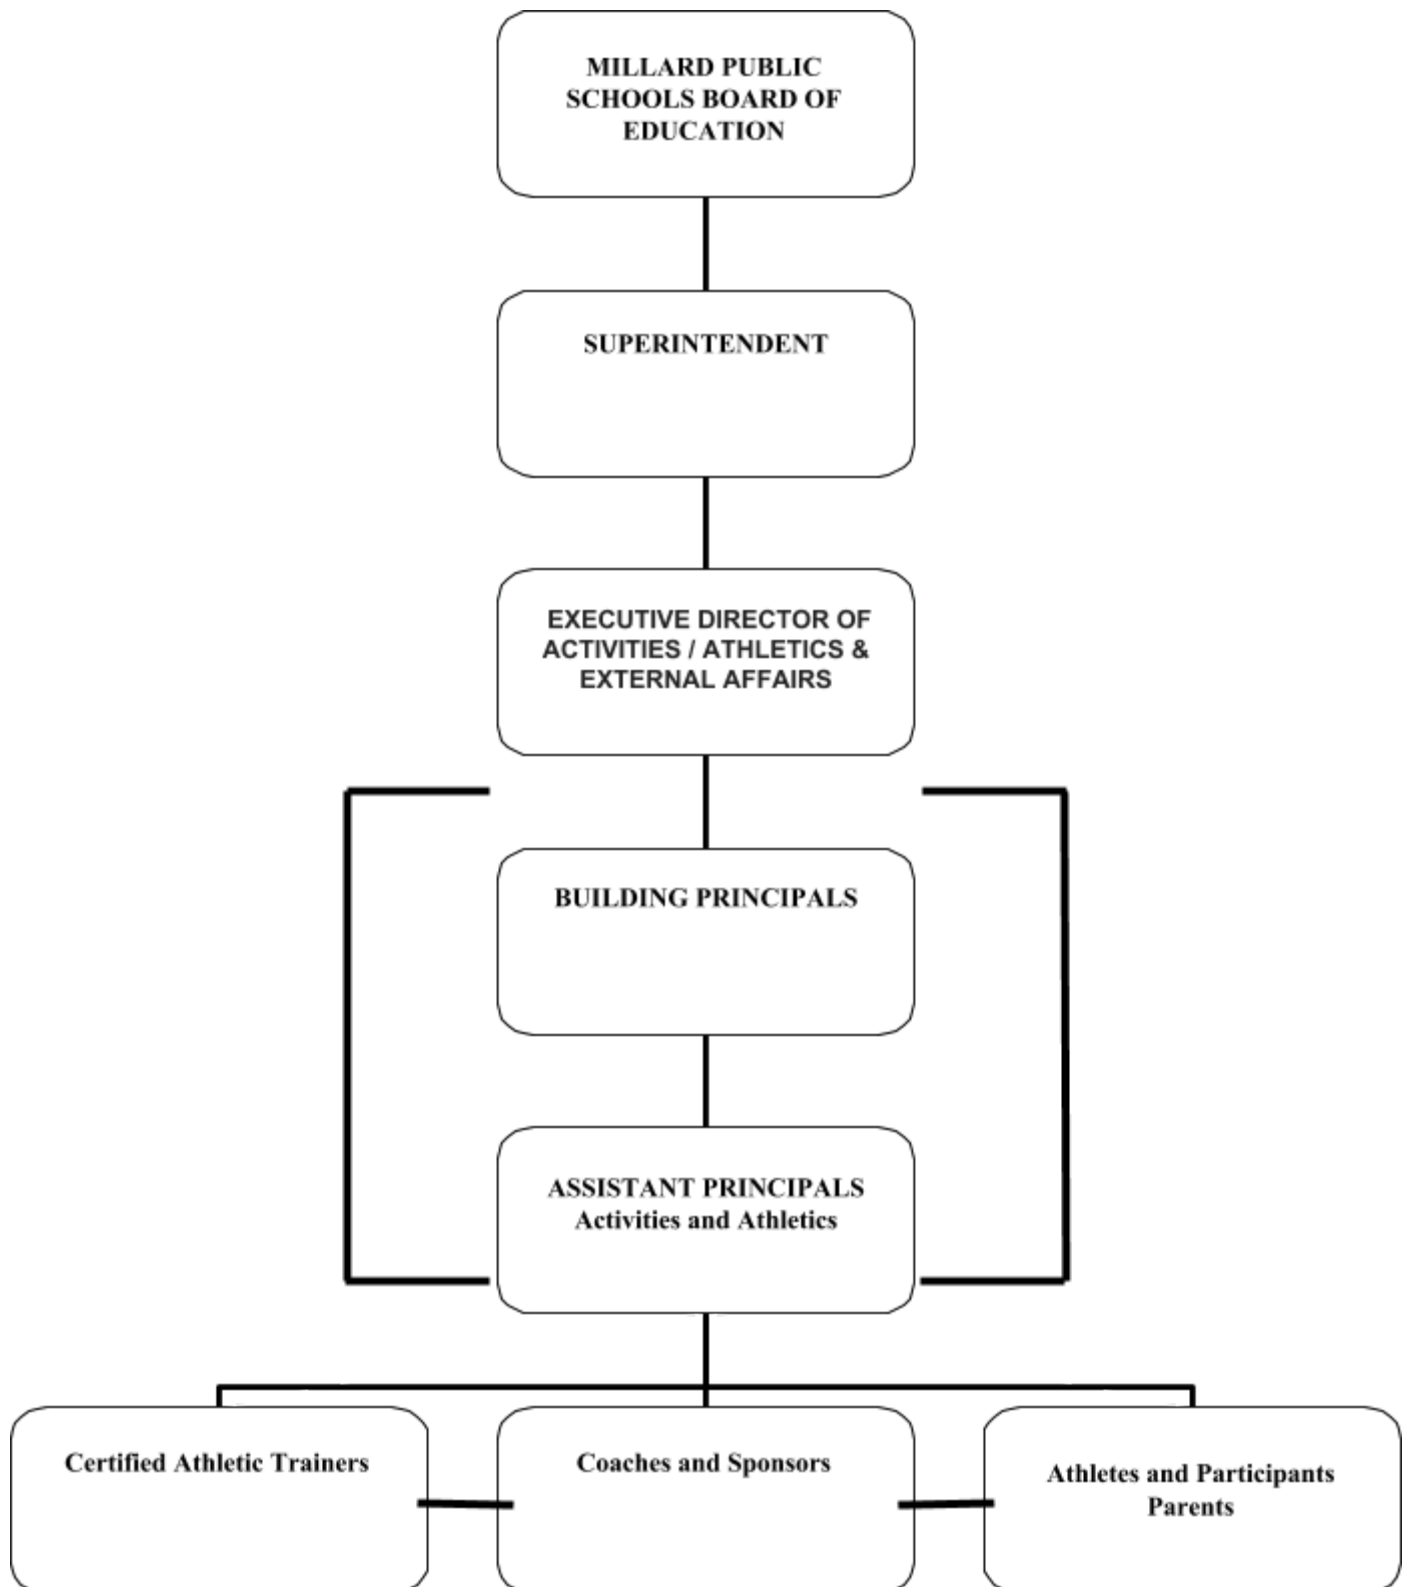 MILLARD PUBLIC
SCHOOLS BOARD OF
EDUCATION
SUPERINTENDENT
EXECUTIVE DIRECTOR OF
ACTIVITIES / ATHLETICS &
EXTERNAL AFFAIRS
BUILDING PRINCIPALS
ASSISTANT PRINCIPALS
Activities and Athletics
Certified Athletic Trainers
Coaches and Sponsors
Athletes and Participants
Parents